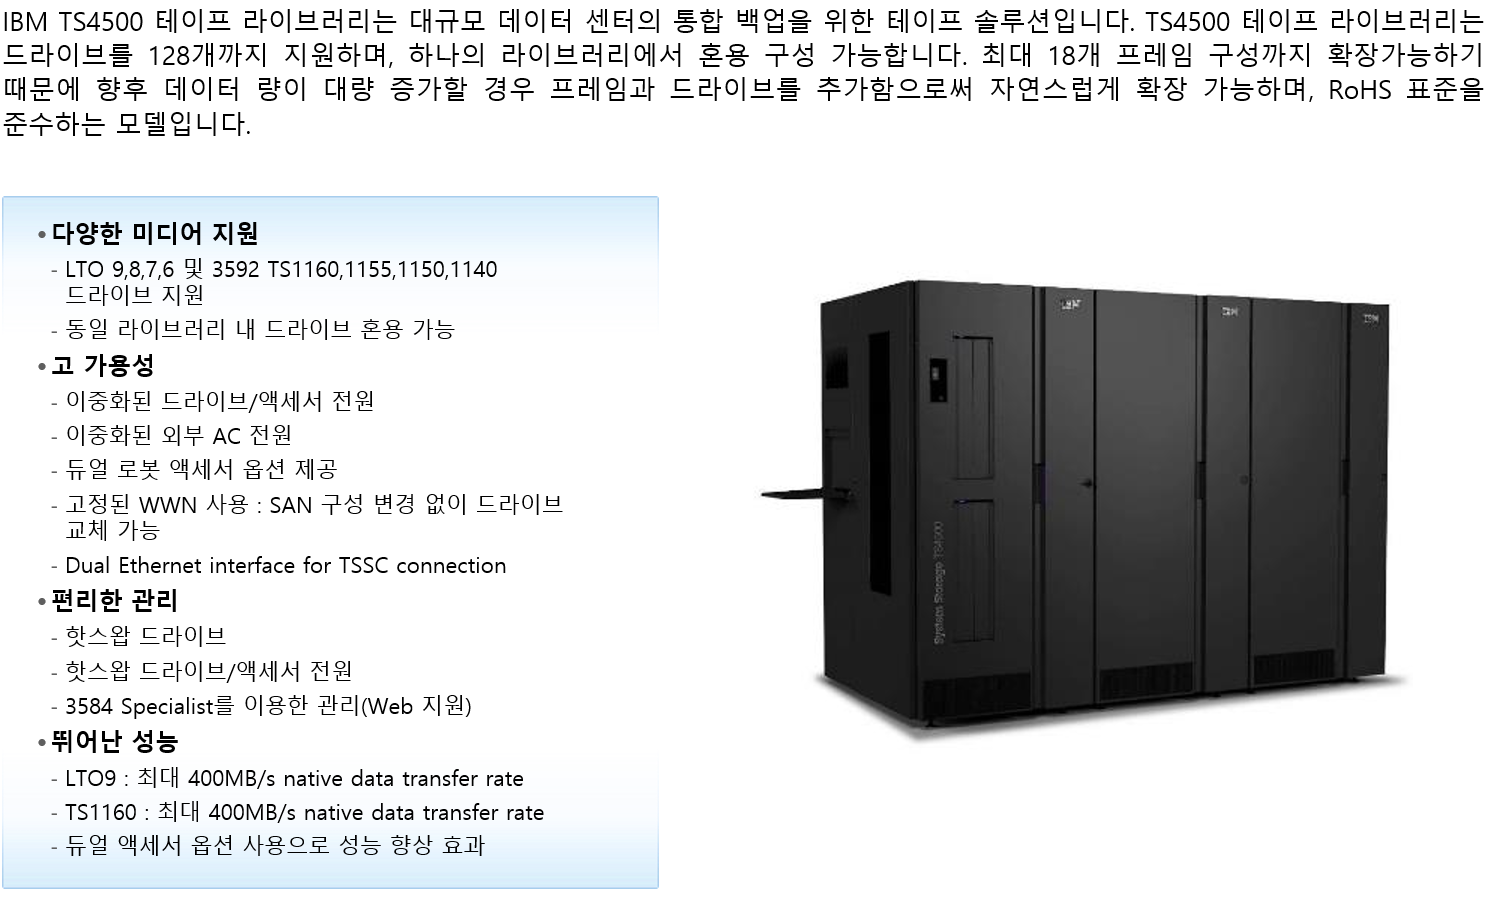 IBM TS4500 테이프 라이브러리는 대규모 데이터 센터의 통합 백업을 위한 테이프 솔루션입니다. TS4500 테이프 라이브러리는
드라이브를 128개까지 지원하며, 하나의 라이브러리에서 혼용 구성 가능합니다. 최대 18개 프레임 구성까지 확장가능하기
때문에 향후 데이터 량이 대량 증가할 경우 프레임과 드라이브를 추가함으로써 자연스럽게 확장 가능하며, RoHS 표준을
준수하는 모델입니다.
• 다양한 미디어 지원
- LTO 9,8,7,6 및 3592 TS1160,1155,1150,1140
드라이브 지원
- 동일 라이브러리 내 드라이브 혼용 가능
• 고 가용성
- 이중화된 드라이브/액세서 전원
- 이중화된 외부 AC 전원
- 듀얼 로봇 액세서 옵션 제공
- 고정된 WWN 사용 : SAN 구성 변경 없이 드라이브
교체 가능
- Dual Ethernet interface for TSSC connection
• 편리한 관리
- 핫스왑 드라이브
- 핫스왑 드라이브/액세서 전원
- 3584 Specialist를 이용한 관리(Web 지원)
• 뛰어난 성능
- LTO9 : 최대 400MB/s native data transfer rate
- TS1160 : 최대 400MB/s native data transfer rate
- 듀얼 액세서 옵션 사용으로 성능 향상 효과
IBM
IBM
IBM
System Storage TS4500